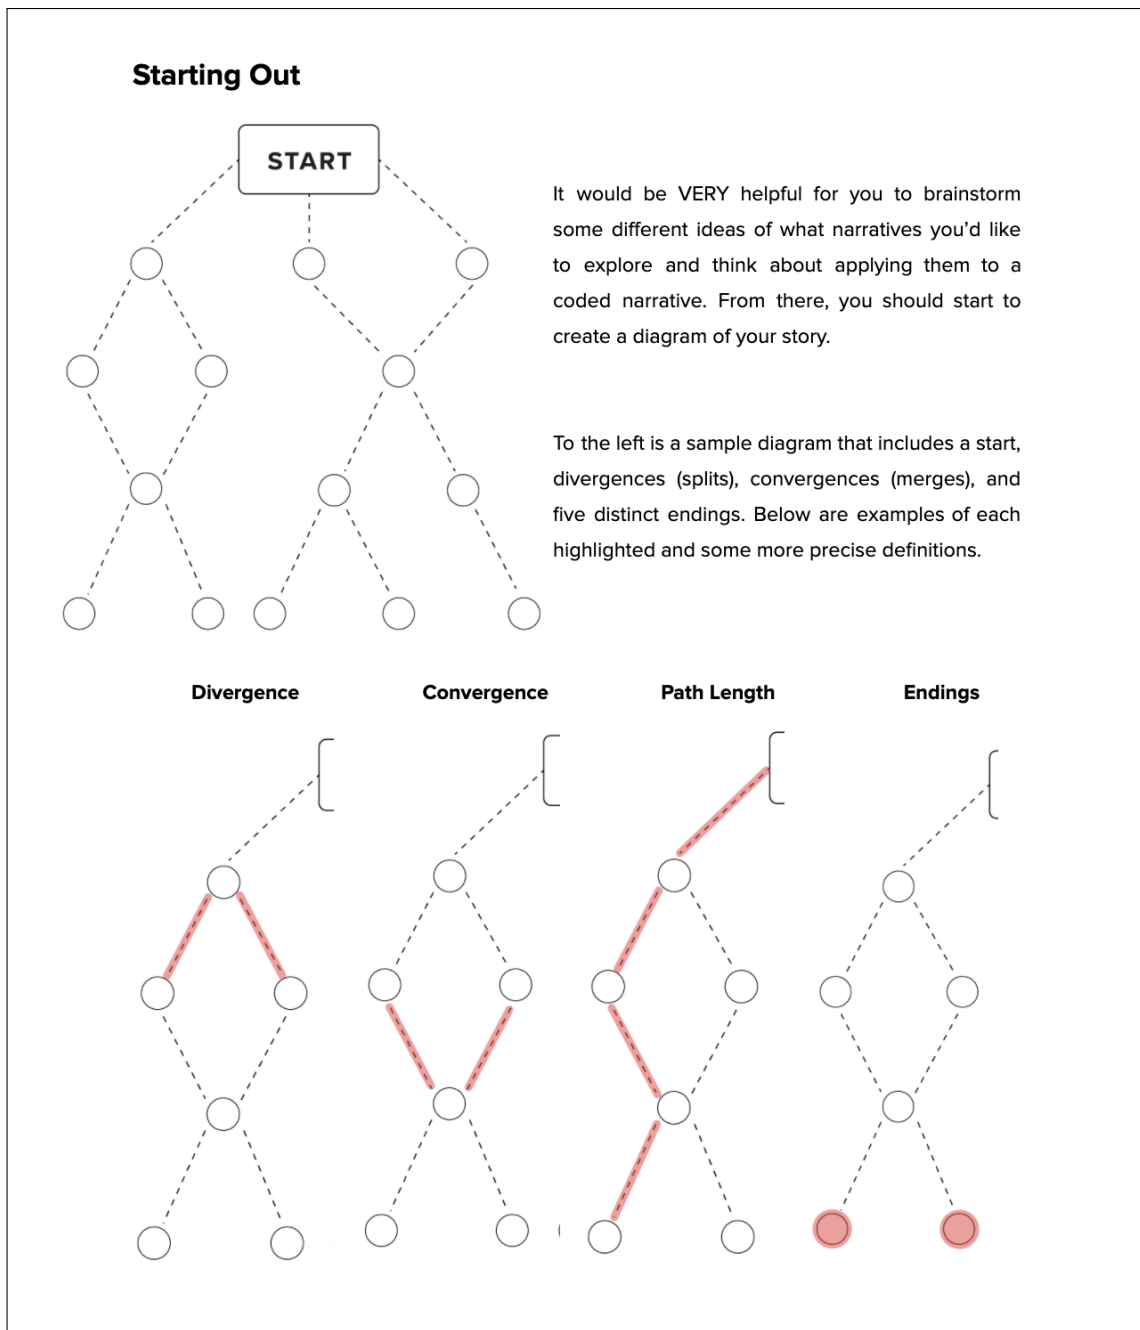 Starting Out
START
It would be VERY helpful for you to brainstorm
some different ideas of what narratives you’d like
to explore and think about applying them to a
coded narrative. From there, you should start to
create a diagram of your story.
To the left is a sample diagram that includes a start,
divergences (splits), convergences (merges), and
five distinct endings. Below are examples of each
highlighted and some more precise definitions.
Divergence
Convergence
Path Length
Endings